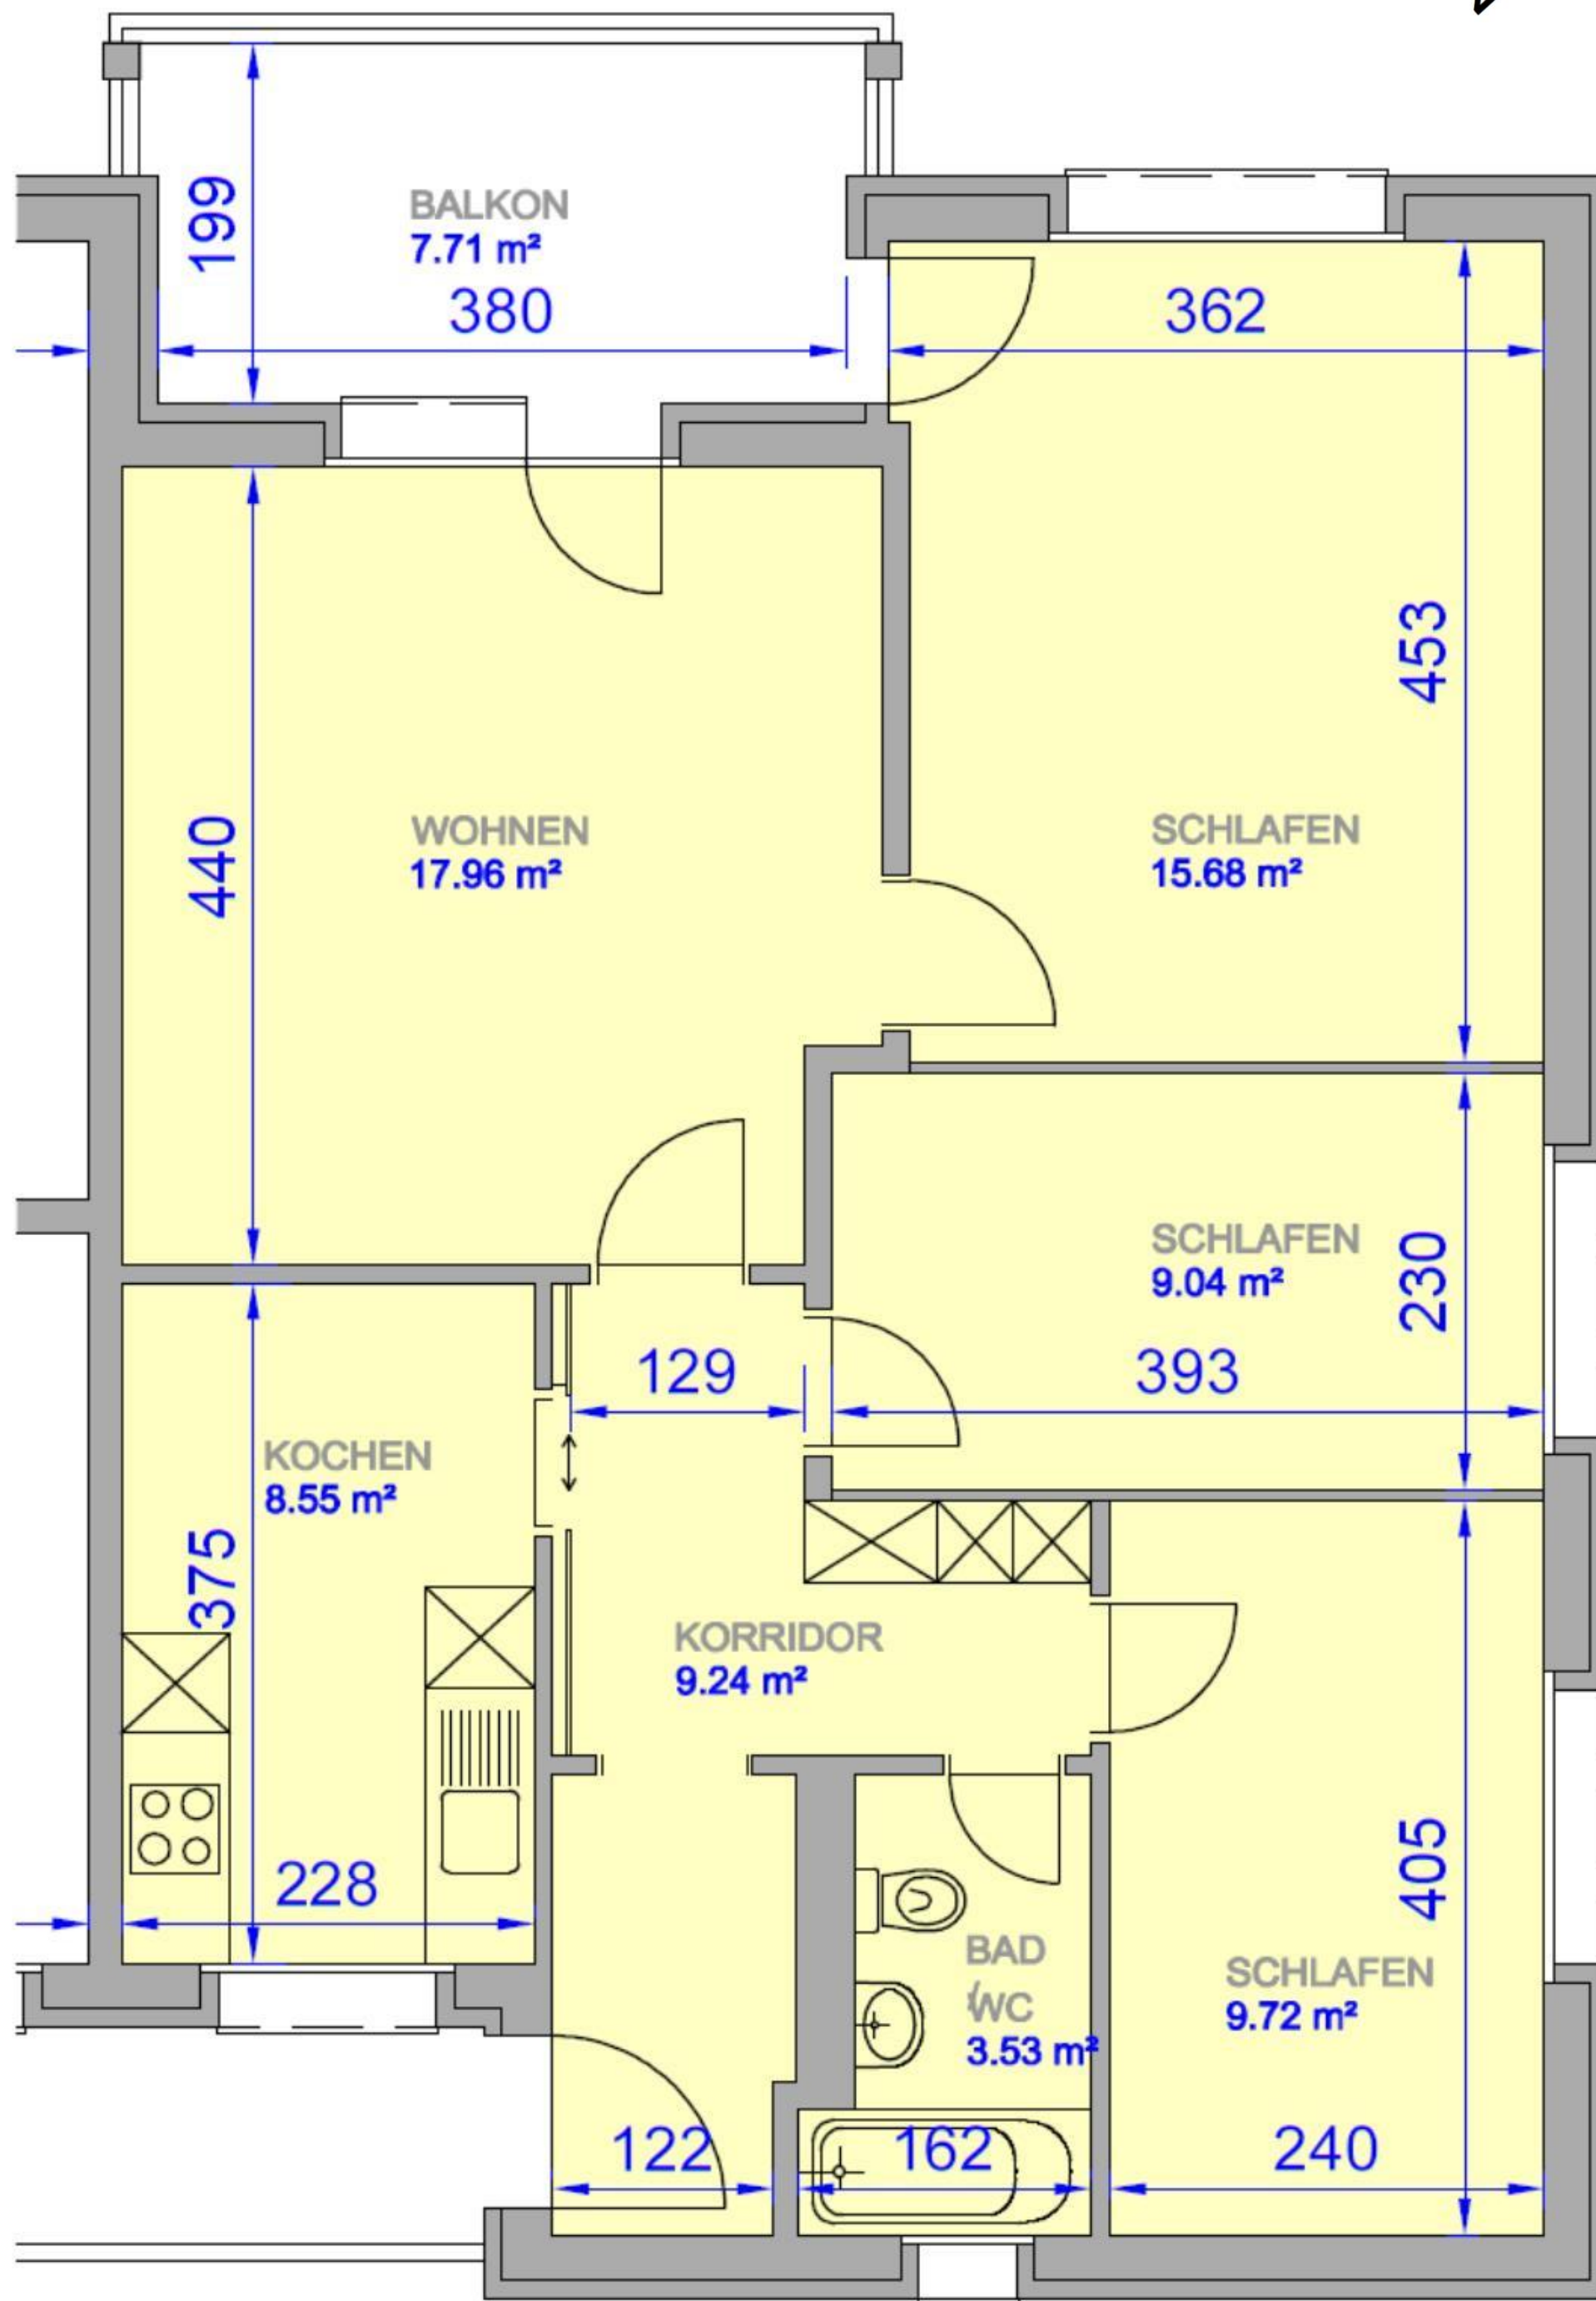 BALKON
7.71 m²
199
380
362
453
WOHNEN
17.96 m²
440
SCHLAFEN
15.68 m²
SCHLAFEN
9.04 m²
230
393
129
KOCHEN
8.55 m²
375
228
KORRIDOR
9.24 m²
BAD
/WC
3.53 m²
SCHLAFEN
9.72 m²
405
122
162
240